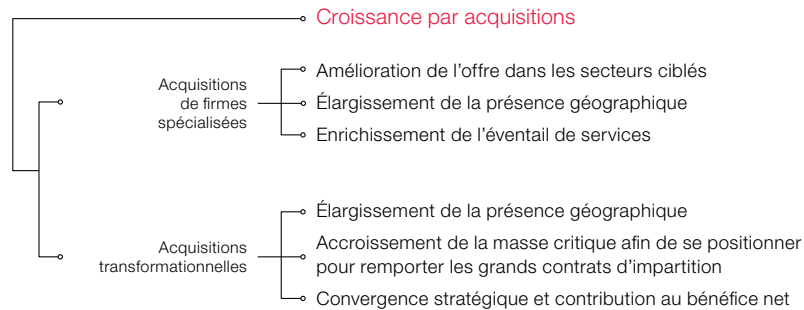 Croissance par acquisitions
Acquisitions
de firmes
spécialisées
Amélioration de l’offre dans les secteurs ciblés
Élargissement de la présence géographique
Enrichissement de l’éventail de services
Acquisitions
transformationnelles
Élargissement de la présence géographique
Accroissement de la masse critique afin de se positionner
pour remporter les grands contrats d’impartition
Convergence stratégique et contribution au bénéfice net